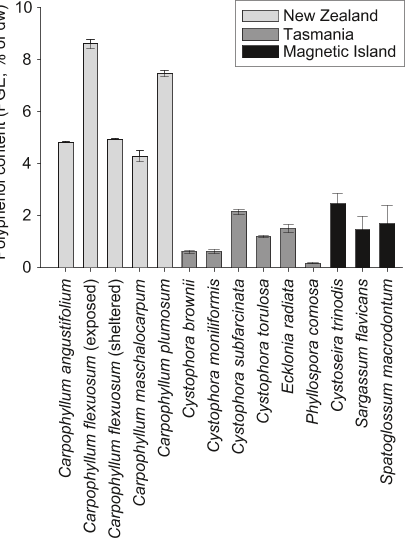 10
8
6
4
2
0
Polyphenol content (PGE, % of dw)
New Zealand
Tasmania
Magnetic Island
Carpophyllum angustifolium
Carpophyllum flexuosum (exposed)
Carpophyllum flexuosum (sheltered)
Carpophyllum maschalocarpum
Carpophyllum plumosum
Cystophora brownii
Cystophora moniliformis
Cystophora subfarcinata
Cystophora torulosa
Ecklonia radiata
Phyllospora comosa
Cystoseira trinodis
Sargassum flavicans
Spatoglossum macrodontum